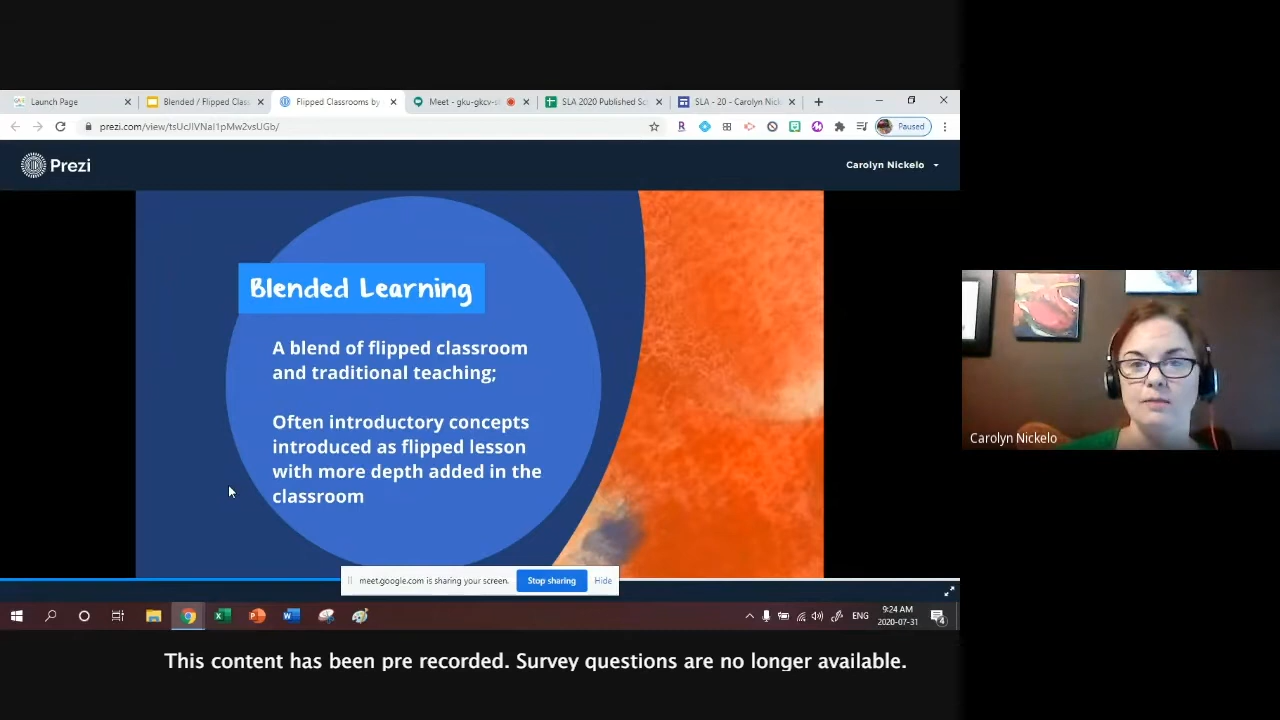 Launch Page
Blended / Flipped Clas
Flipped Classrooms by
Meet - gku-gkcv-s
SLA 2020 Published Sc
SLA - 20 - Carolyn Nick
prezi.com/view/
Paused
Prezi
Carolyn Nickelo
Blended Learning
A blend of flipped classroom
and traditional teaching;
Often introductory concepts
introduced as flipped lesson
with more depth added in the
classroom
Carolyn Nickelo
meet.google.com is sharing your screen.
Stop sharing
Hide
ENG
9:24 AM
2020-07-31
4
This content has been pre recorded. Survey questions are no longer available.